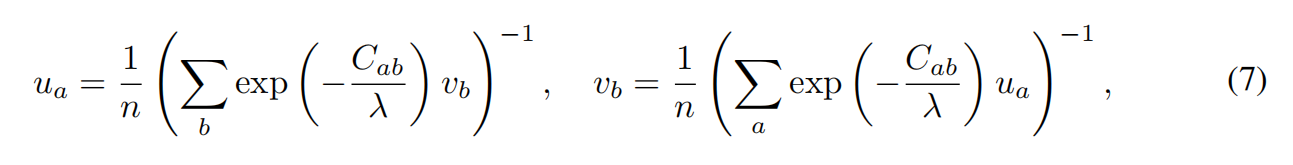 u_a = \frac{1}{n} \left( \sum_b \exp \left( -\frac{C_{ab}}{\lambda} \right) v_b \right)^{-1}, \quad v_b = \frac{1}{n} \left( \sum_a \exp \left( -\frac{C_{ab}}{\lambda} \right) u_a \right)^{-1}, \quad (7)